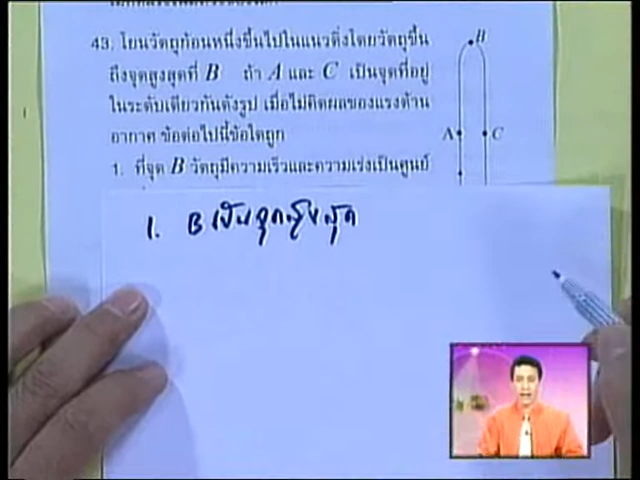 43. โยนวัตถุก้อนหนึ่งขึ้นไปในแนวดิ่งโดยวัตถุขึ้น
ถึงจุดสูงสุดที่ B ถ้า A และ C เป็นจุดที่อยู่
ในระดับเดียวกันดังรูป เมื่อไม่คิดผลของแรงต้าน
อากาศ ข้อต่อไปนี้ข้อใดถูก
1. ที่จุด B วัตถุมีความเร็วและความเร่งเป็นศูนย์
B
A C
1. B เป็นจุดสูงสุด